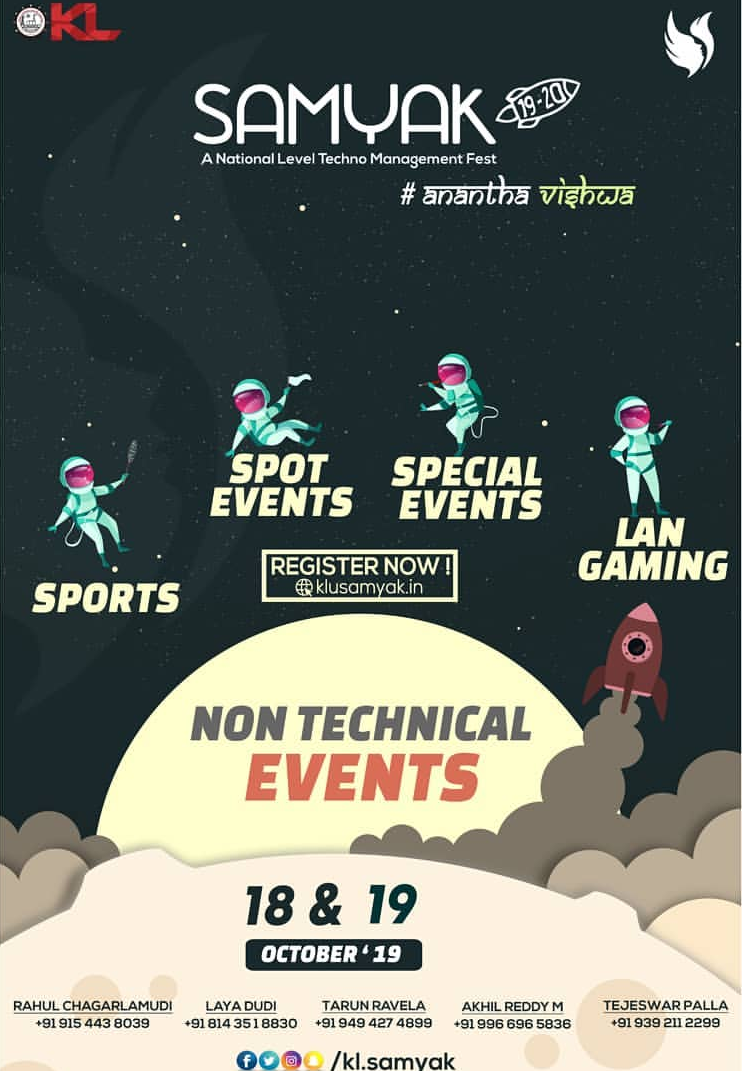 KL
SAMYAK 19-20
A National Level Techno Management Fest
# anantha vishwa
SPORTS
SPOT
EVENTS
SPECIAL
EVENTS
LAN
GAMING
REGISTER NOW !
klusamyak.in
NON TECHNICAL
EVENTS
18 & 19
OCTOBER ‘ 19
RAHUL CHAGARLAMUDI
+91 915 443 8039
LAYA DUDI
+91 814 351 8830
TARUN RAVELA
+91 949 427 4899
AKHIL REDDY M
+91 996 696 5836
TEJESWAR PALLA
+91 939 211 2299
/kl.samyak